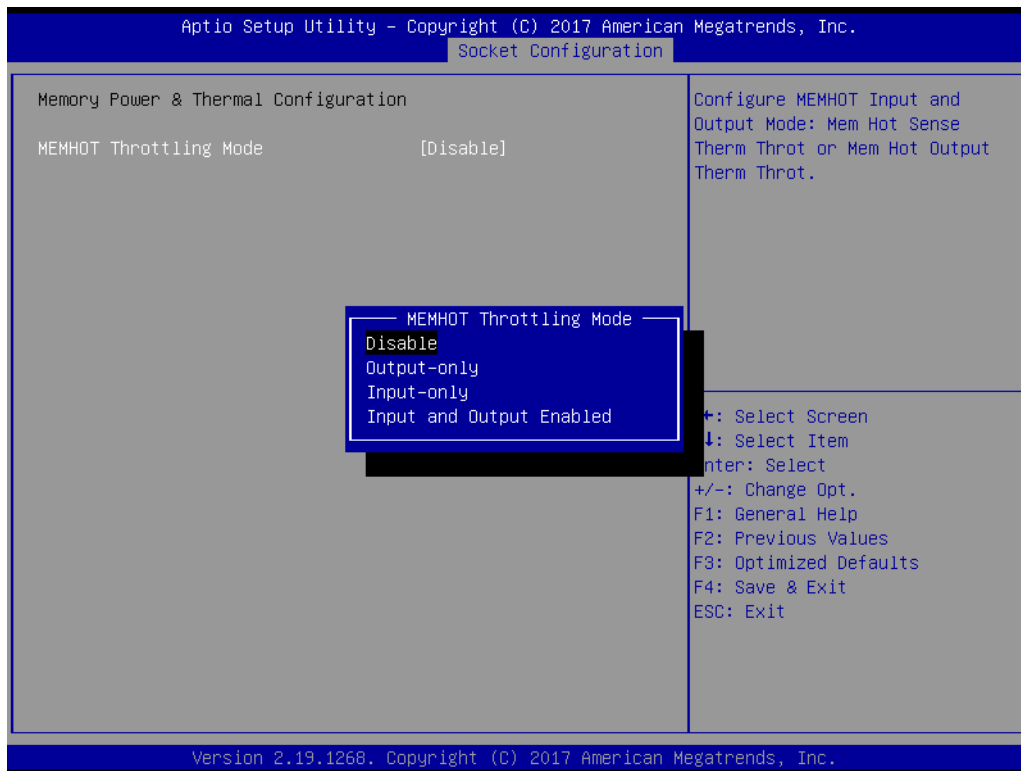 Aptio Setup Utility – Copyright (C) 2017 American Megatrends, Inc.
Socket Configuration
Memory Power & Thermal Configuration
MEMHOT Throttling Mode [Disable]
Configure MEMHOT Input and
Output Mode: Mem Hot Sense
Therm Throt or Mem Hot Output
Therm Throt.
MEMHOT Throttling Mode
Disable
Output-only
Input-only
Input and Output Enabled
: Select Screen
: Select Item
nter: Select
+/-: Change Opt.
F1: General Help
F2: Previous Values
F3: Optimized Defaults
F4: Save & Exit
ESC: Exit
Version 2.19.1268. Copyright (C) 2017 American Megatrends, Inc.